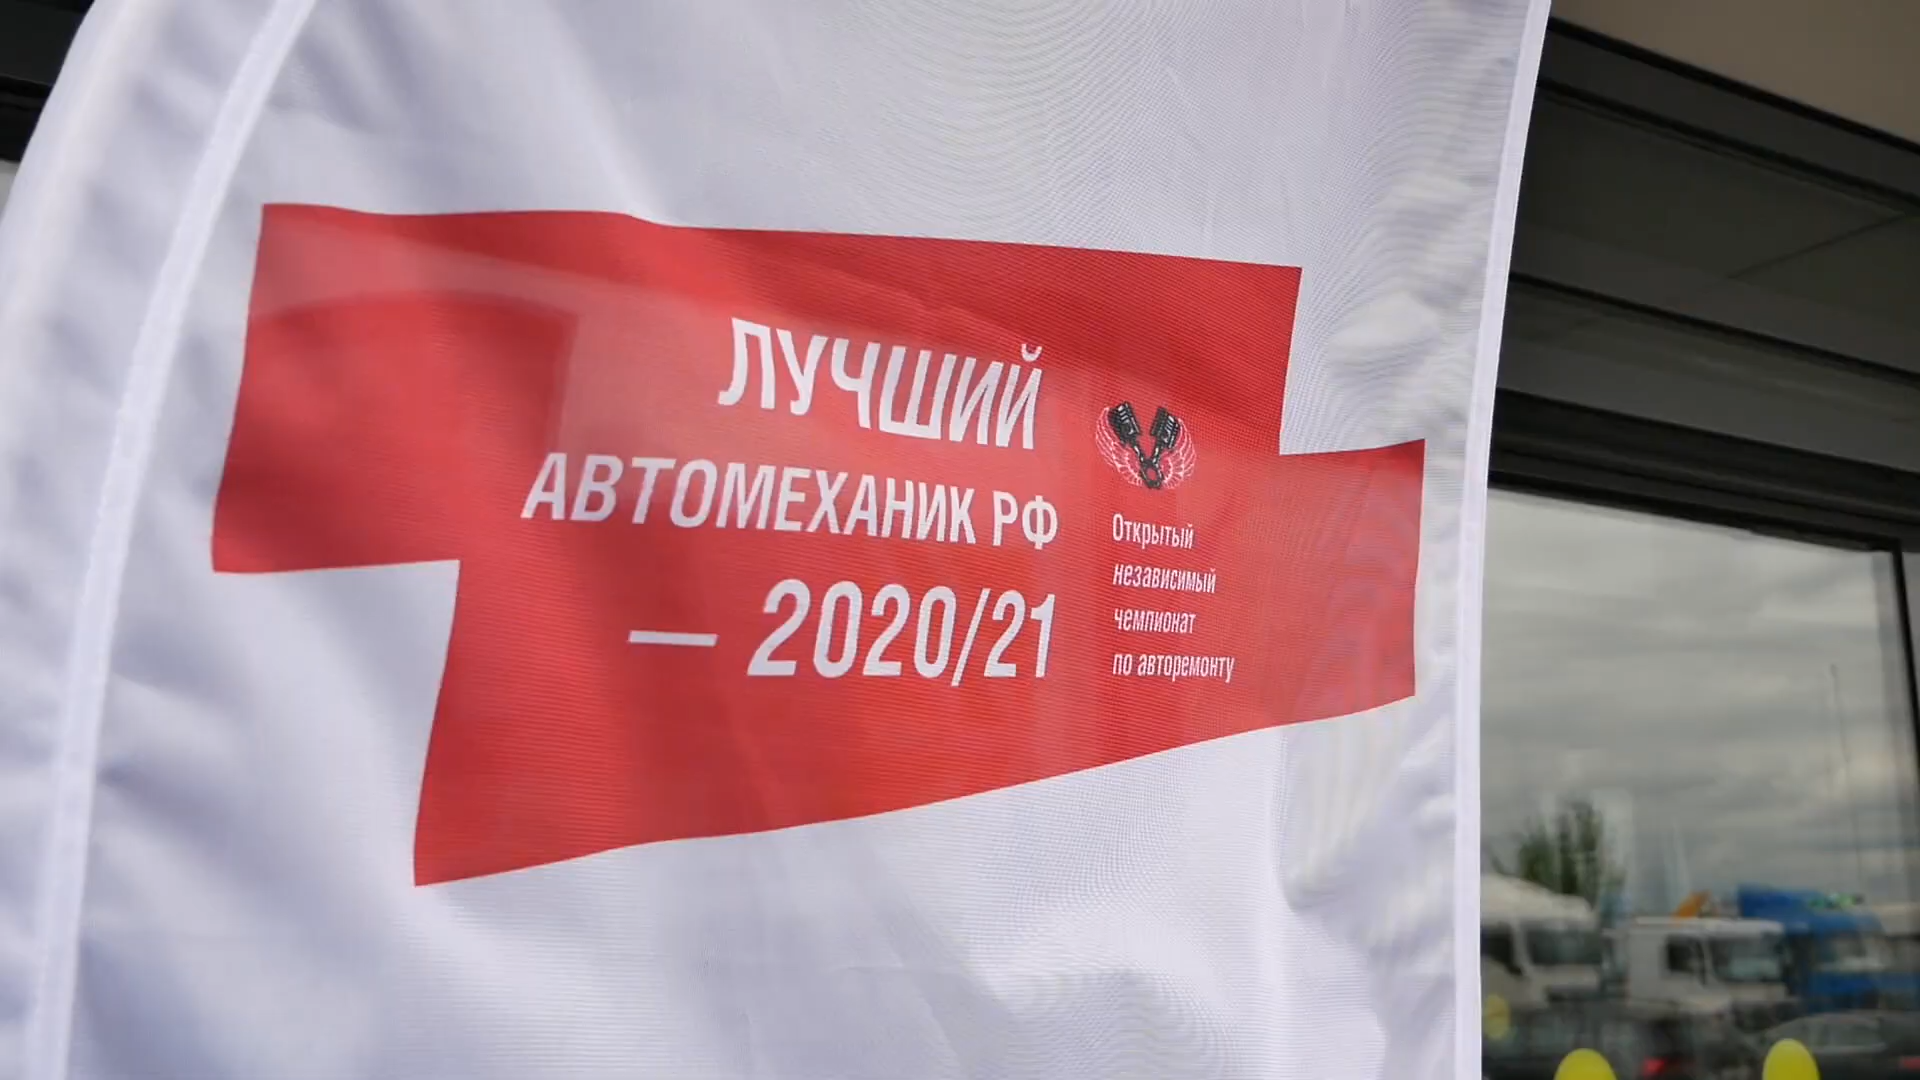 ЛУЧШИЙ
АВТОМЕХАНИК РФ
— 2020/21
Открытый
независимый
чемпионат
по авторемонту